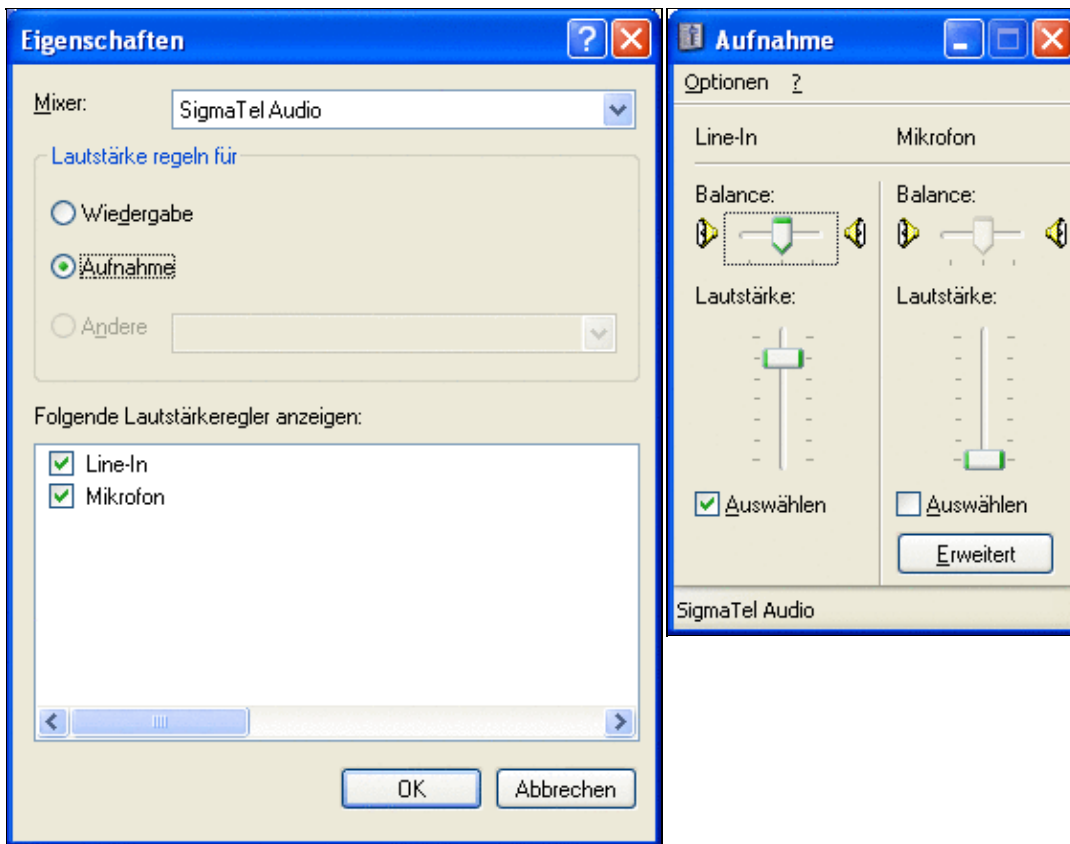 Eigenschaften
Mixer:
SigmaTel Audio
Lautstärke regeln für
Wiedergabe
Aufnahme
Andere
Folgende Lautstärkeregler anzeigen:
Line-In
Mikrofon
OK
Abbrechen
Aufnahme
Optionen ?
Line-In
Mikrofon
Balance:
Balance:
Lautstärke:
Lautstärke:
Auswählen
Auswählen
Erweitert
SigmaTel Audio